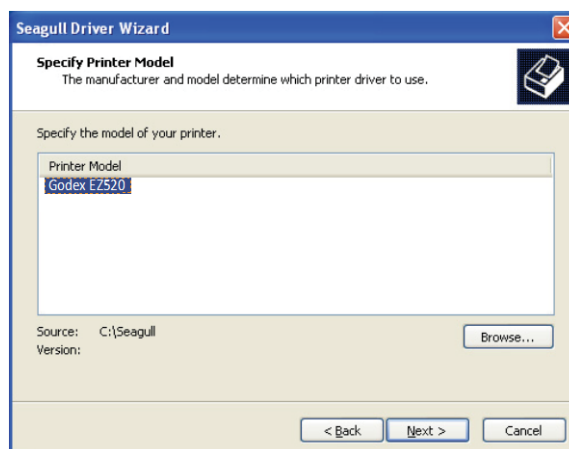 Seagull Driver Wizard
Specify Printer Model
The manufacturer and model determine which printer driver to use.
Specify the model of your printer.
Printer Model
Godex EZ520
Source: C:\Seagull
Browse...
Version:
< Back Next > Cancel